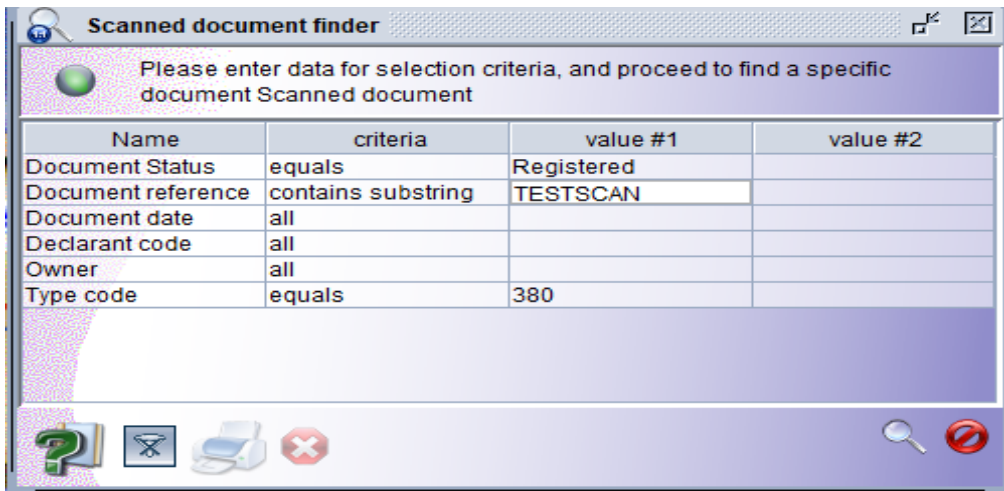 Scanned document finder
Please enter data for selection criteria, and proceed to find a specific
document Scanned document
Name criteria value #1 value #2
Document Status equals Registered
Document reference contains substring TESTSCAN
Document date all
Declarant code all
Owner all
Type code equals 380